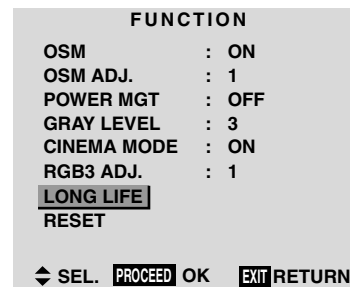 FUNCTION
OSM : ON
OSM ADJ. : 1
POWER MGT : OFF
GRAY LEVEL : 3
CINEMA MODE : ON
RGB3 ADJ. : 1
LONG LIFE
RESET
SEL. PROCEED OK EXIT RETURN